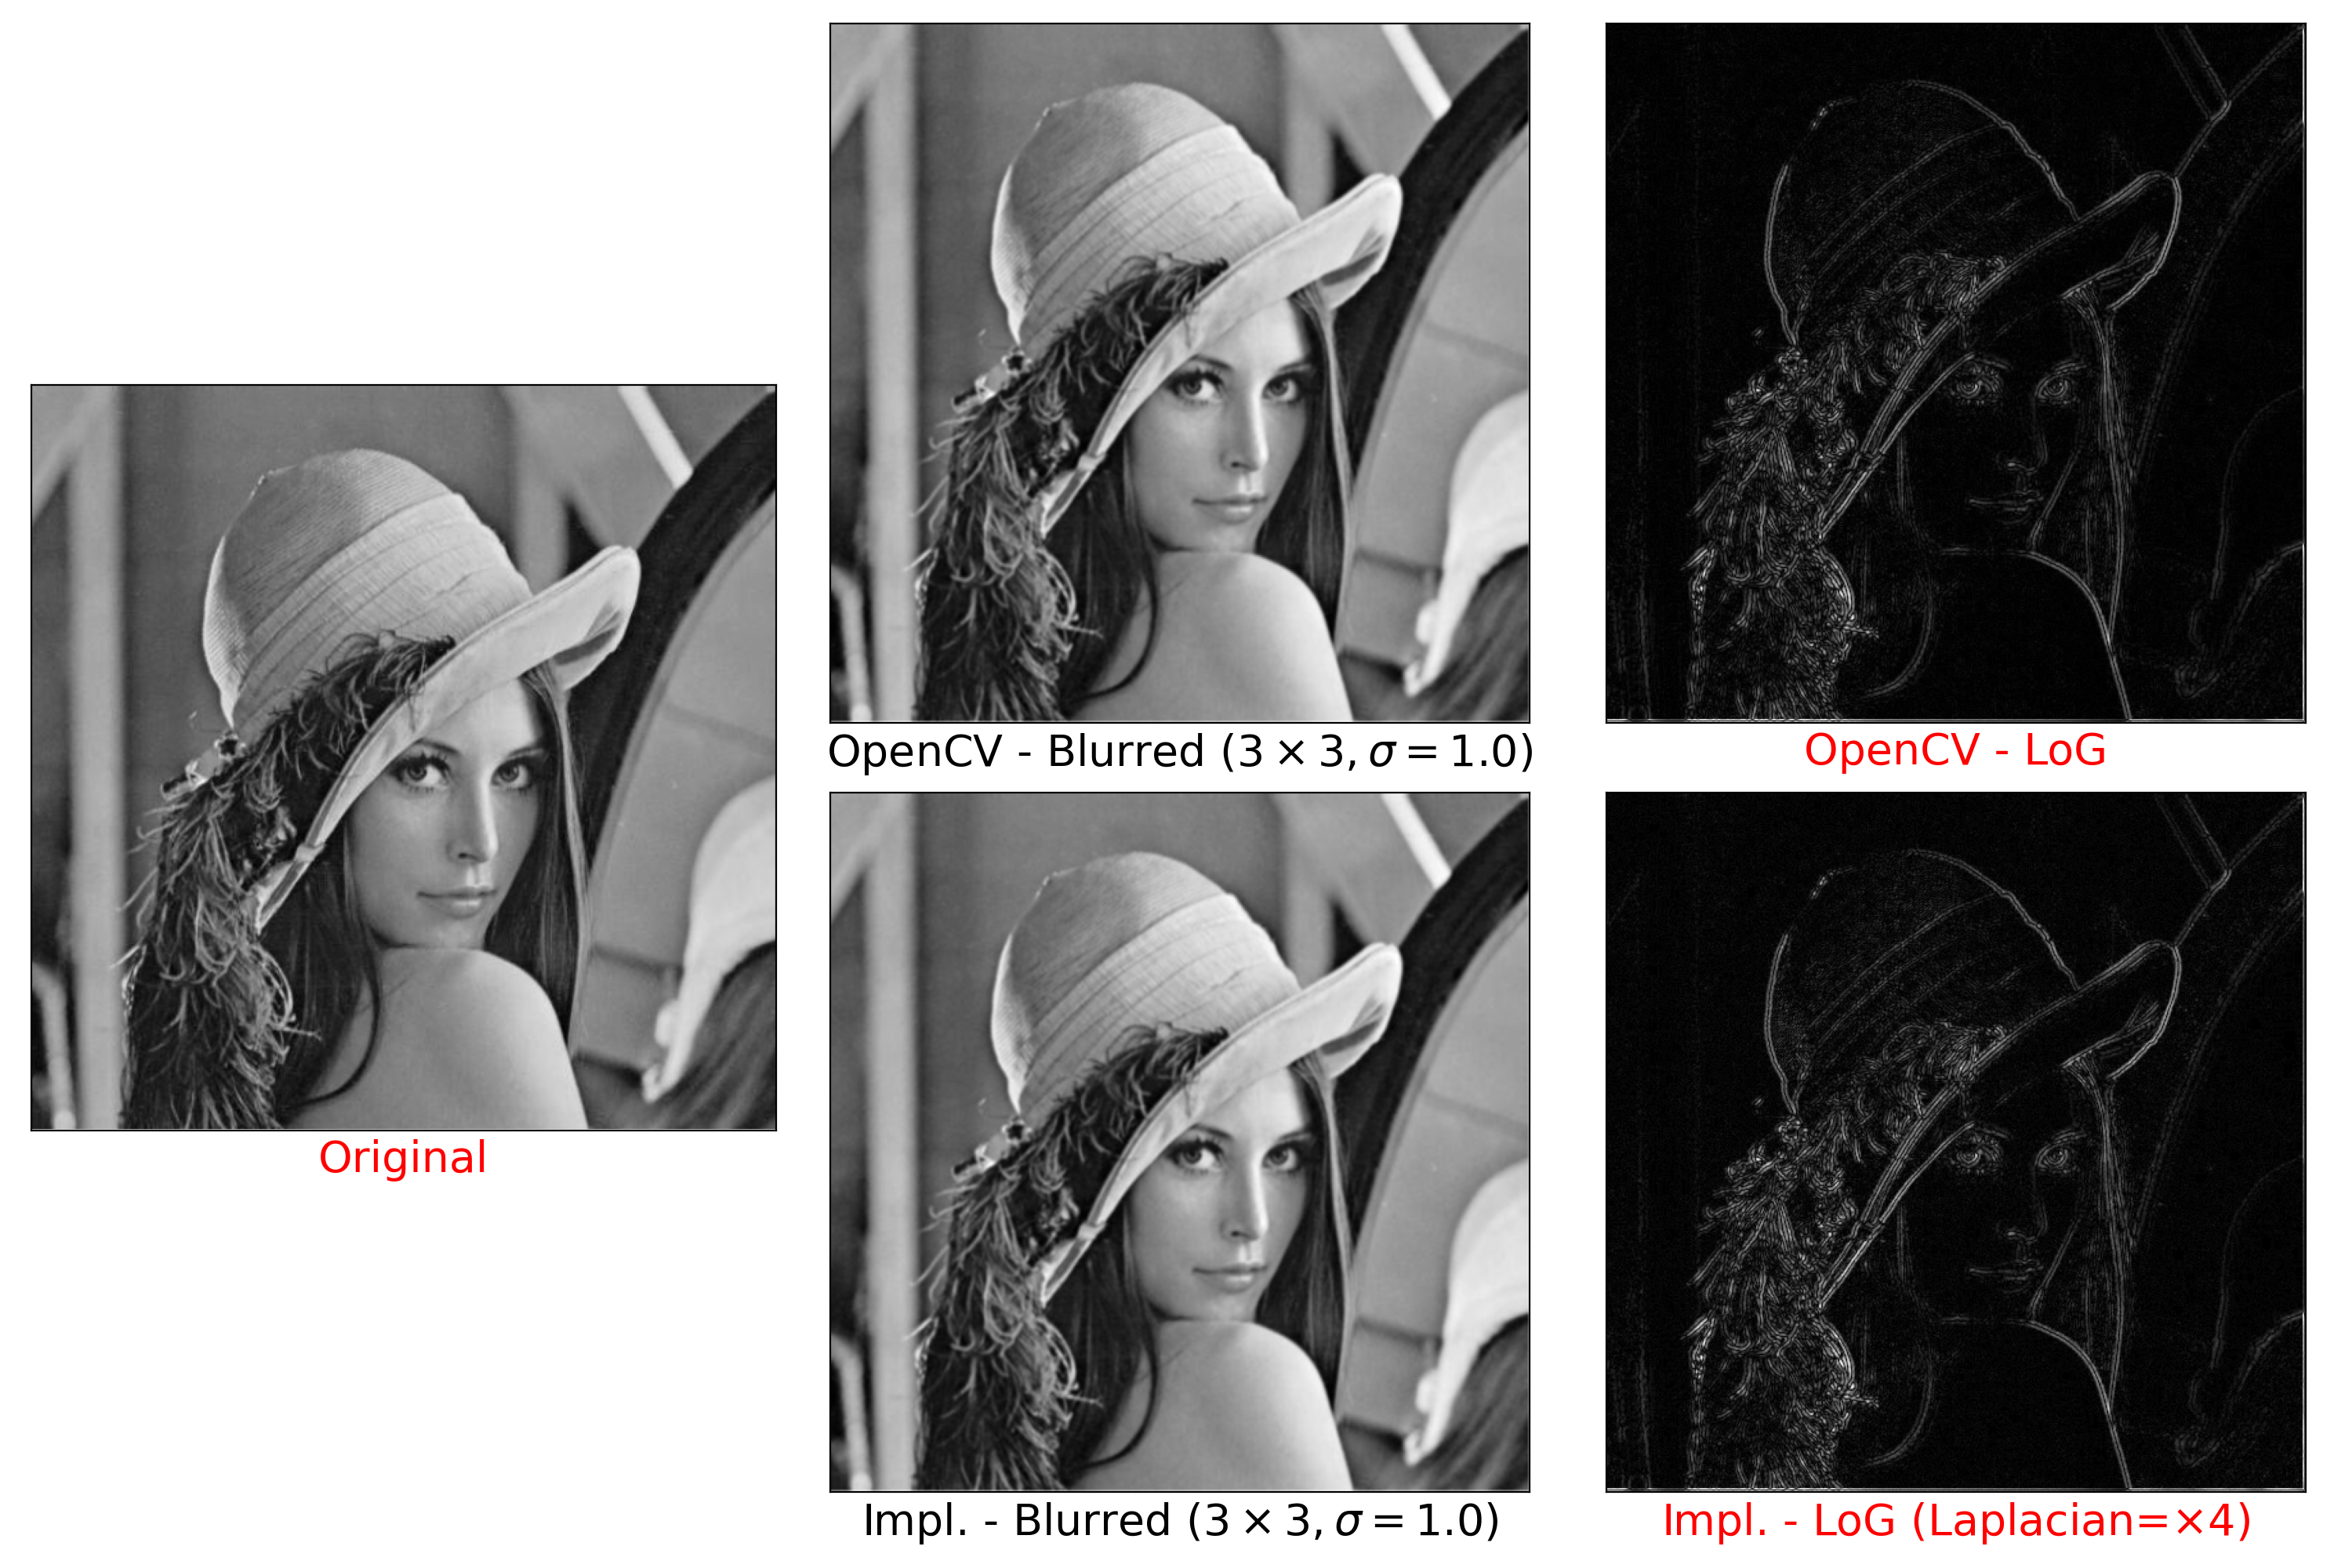 OpenCV - Blurred (3 × 3, σ = 1.0)
OpenCV - LoG
Original
Impl. - Blurred (3 × 3, σ = 1.0)
Impl. - LoG (Laplacian=×4)